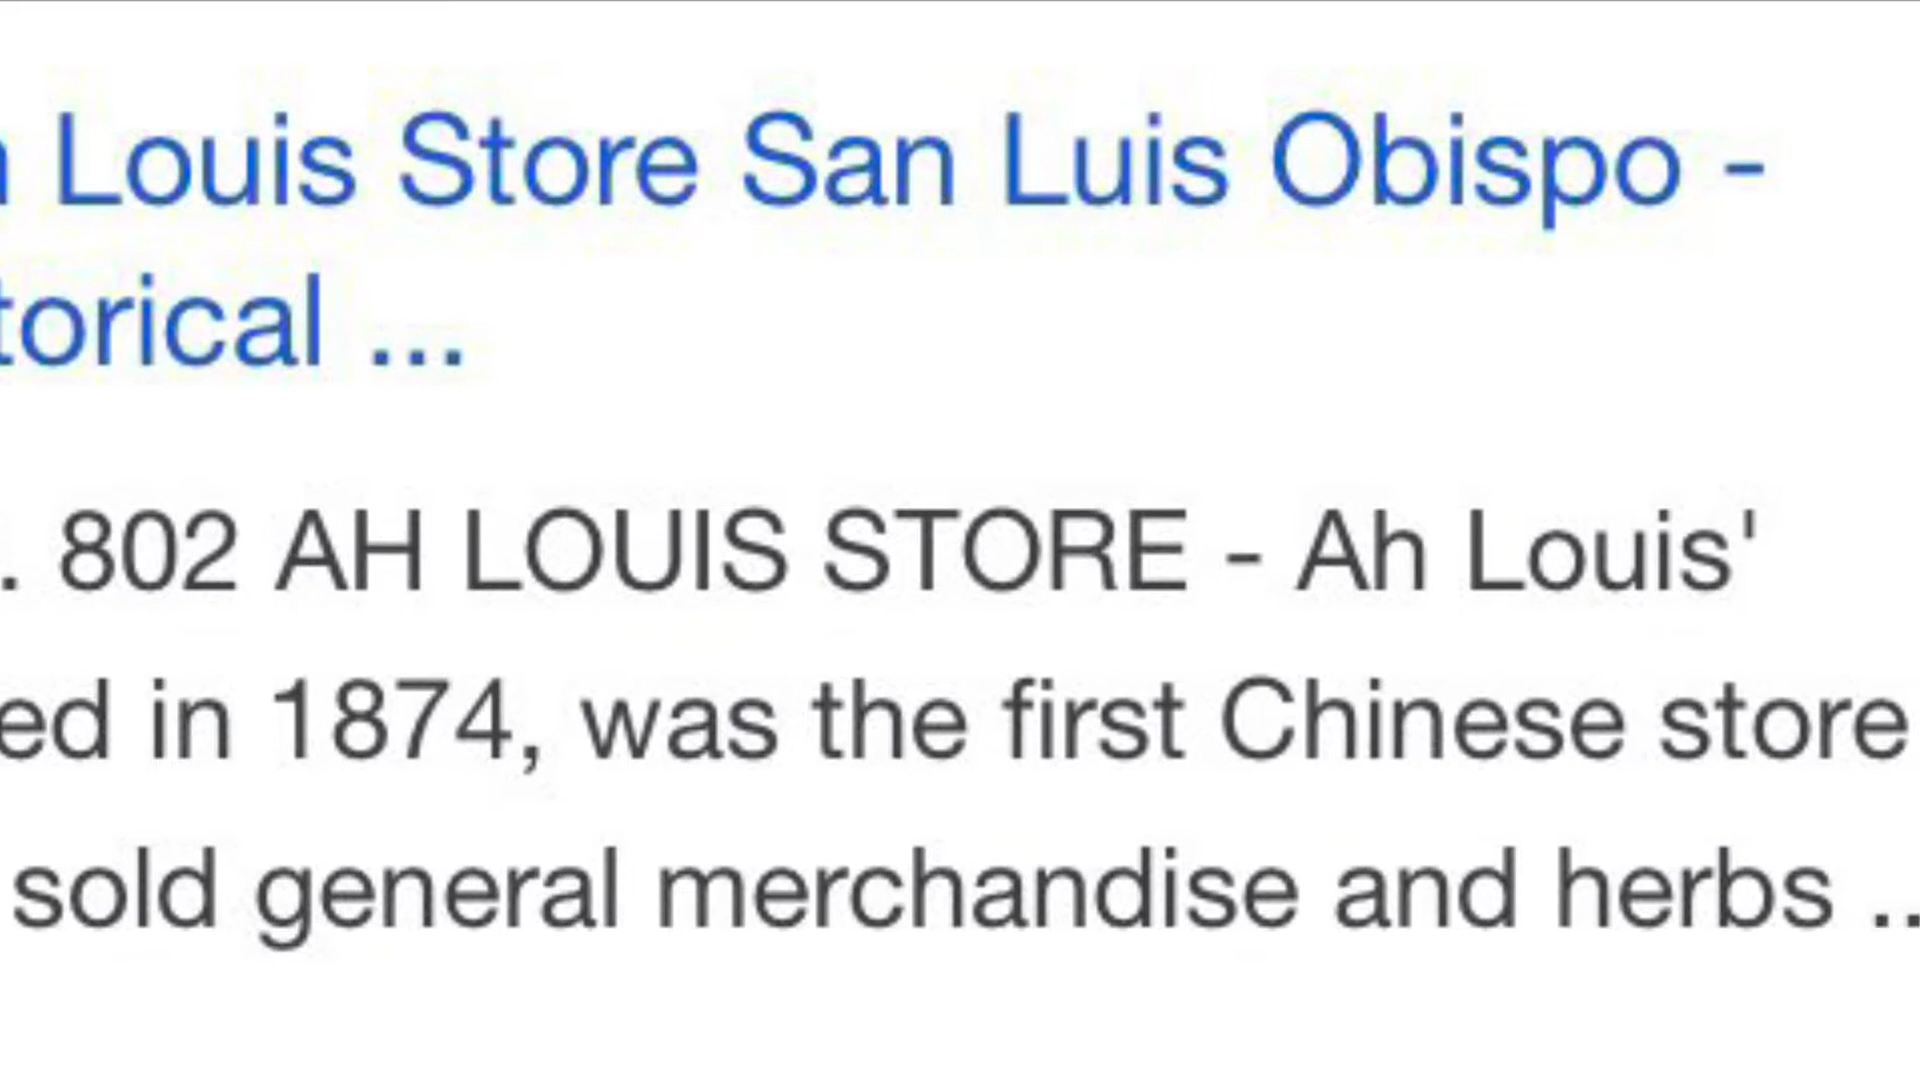 Louis Store San Luis Obispo -
torical ...
. 802 AH LOUIS STORE - Ah Louis'
ed in 1874, was the first Chinese store
sold general merchandise and herbs ..